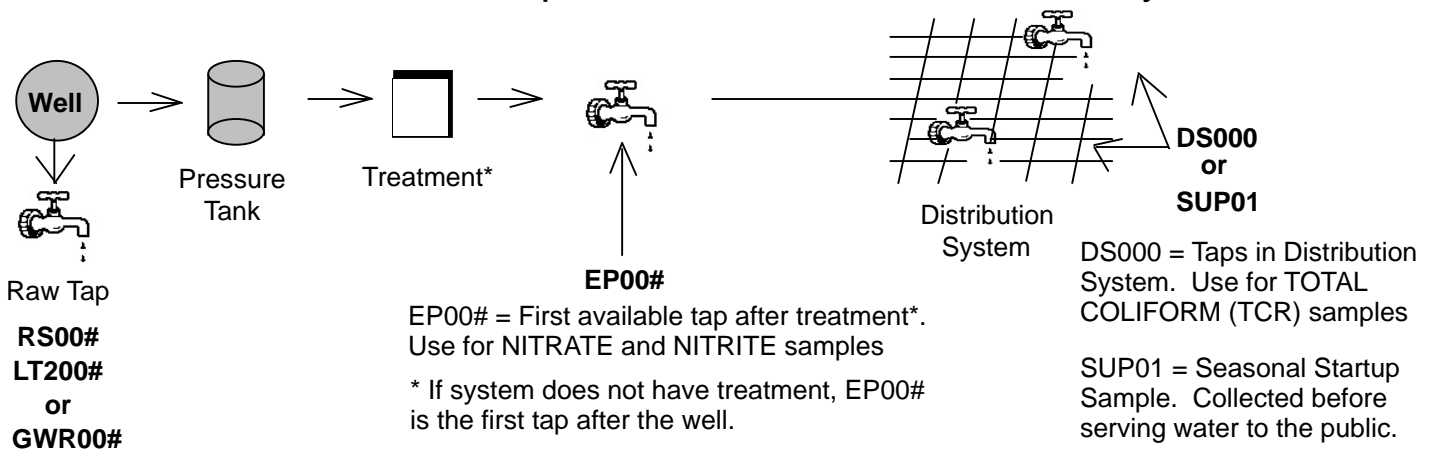 Well
Raw Tap
RS00#
LT200#
or
GWR00#
Pressure
Tank
Treatment*
EP00#
EP00# = First available tap after treatment*.
Use for NITRATE and NITRITE samples
* If system does not have treatment, EP00#
is the first tap after the well.
Distribution
System
DS000
or
SUP01
DS000 = Taps in Distribution
System. Use for TOTAL
COLIFORM (TCR) samples
SUP01 = Seasonal Startup
Sample. Collected before
serving water to the public.